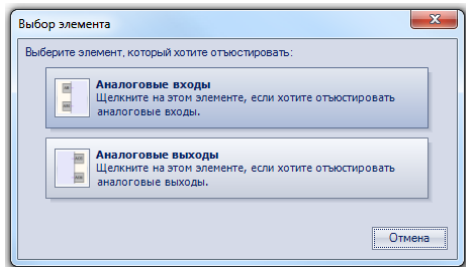 Выбор элемента
Выберите элемент, который хотите отъюстировать:
Аналоговые входы
Щелкните на этом элементе, если хотите отъюстировать
аналоговые входы.
Аналоговые выходы
Щелкните на этом элементе, если хотите отъюстировать
аналоговые выходы.
Отмена